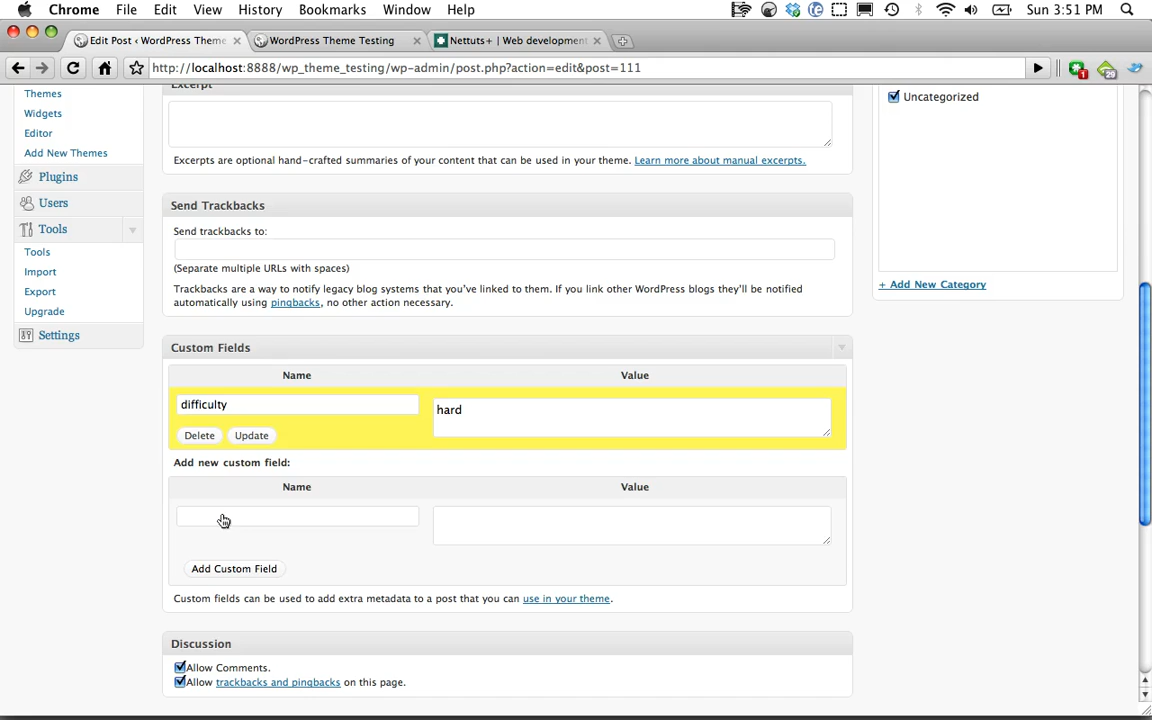 Chrome File Edit View History Bookmarks Window Help Sun 3:51 PM
Edit Post ‹ WordPress Theme
WordPress Theme Testing
Nettuts+ | Web development
http://localhost:8888/wp_theme_testing/wp-admin/post.php?action=edit&post=111
1
29
Themes
Widgets
Editor
Add New Themes
Plugins
Users
Tools
Tools
Import
Export
Upgrade
Settings
Excerpt
Excerpts are optional hand-crafted summaries of your content that can be used in your theme. Learn more about manual excerpts.
Send Trackbacks
Send trackbacks to:
(Separate multiple URLs with spaces)
Trackbacks are a way to notify legacy blog systems that you've linked to them. If you link other WordPress blogs they'll be notified
automatically using pingbacks, no other action necessary.
Custom Fields
Name Value
difficulty hard
Delete Update
Add new custom field:
Name Value
Add Custom Field
Custom fields can be used to add extra metadata to a post that you can use in your theme.
Discussion
Allow Comments.
Allow trackbacks and pingbacks on this page.
Uncategorized
+ Add New Category